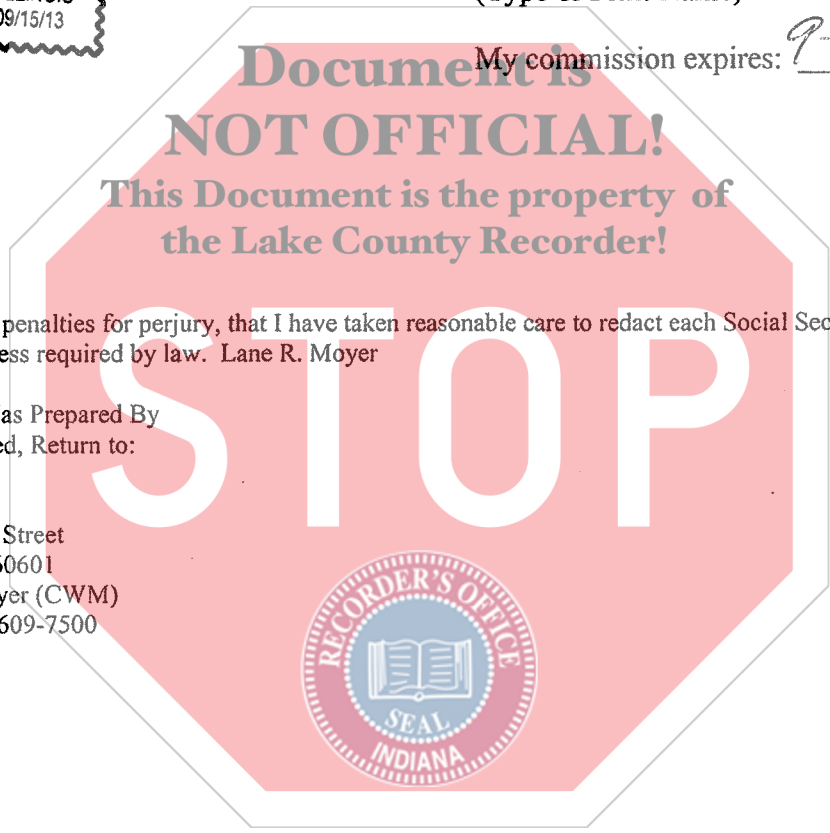 09/15/13
My commission expires: 9
Document is
NOT OFFICIAL!
This Document is the property of
the Lake County Recorder!
penalties for perjury, that I have taken reasonable care to redact each Social Sec
ess required by law. Lane R. Moyer
as Prepared By
ed, Return to:
STOP
Street
60601
yer (CWM)
609-7500
RECORDER'S OFFICE
SEAL
INDIANA